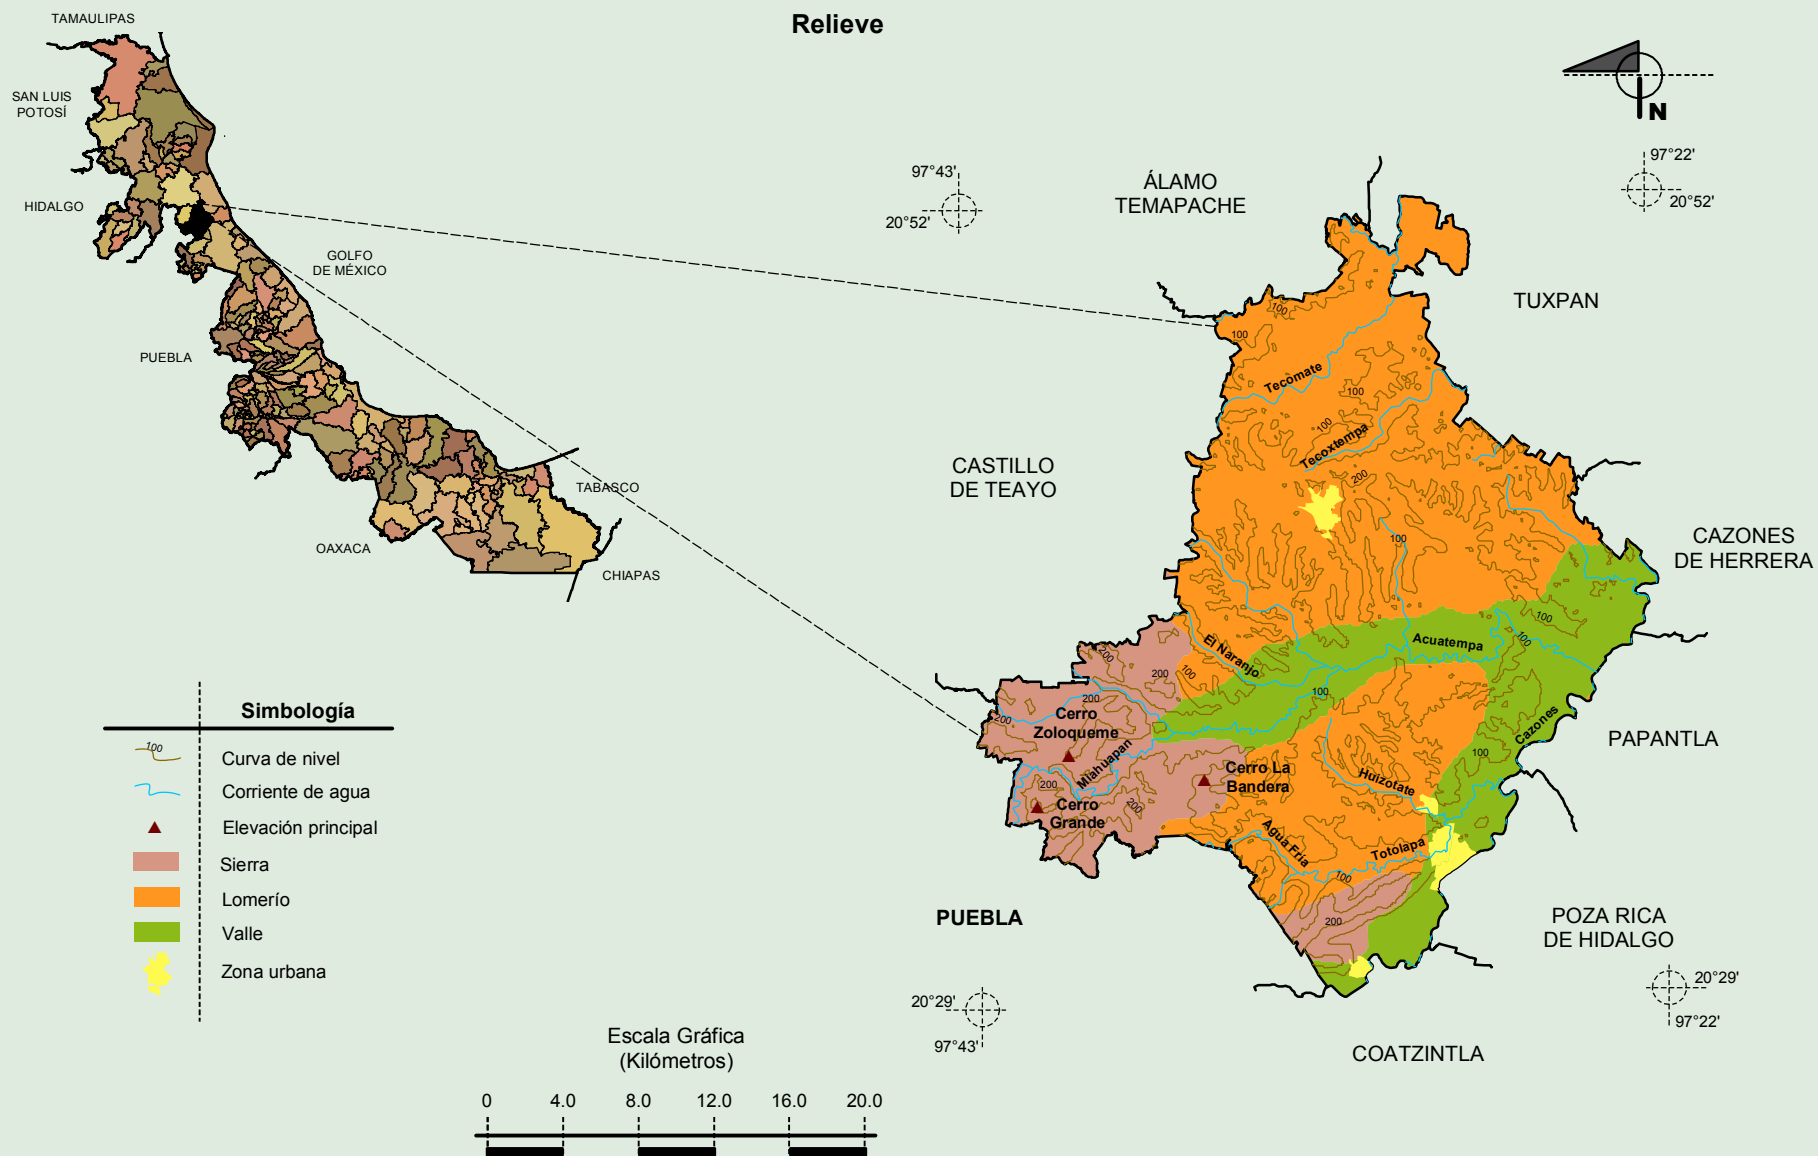 Relieve
TAMAULIPAS
SAN LUIS
POTOSÍ
HIDALGO
GOLFO
DE MÉXICO
PUEBLA
TABASCO
OAXACA
CHIAPAS
N
97°43'
20°52'
97°22'
20°52'
ÁLAMO
TEMAPACHE
TUXPAN
CASTILLO
DE TEAYO
CAZONES
DE HERRERA
PAPANTLA
POZA RICA
DE HIDALGO
COATZINTLA
PUEBLA
100
100
Tecomate
100
100
Tecoxtempa
200
100
100
100
Acuatempa
El Naranjo
100
200
200
200
200
100
Cerro
Zoloqueme
Miahuapan
200
Cerro
Grande
200
Cerro La
Bandera
Cazones
100
Huizotate
Agua Fría
Totolapa
100
200
20°29'
97°43'
20°29'
97°22'
Simbología
100
Curva de nivel
Corriente de agua
Elevación principal
Sierra
Lomerío
Valle
Zona urbana
Escala Gráfica
(Kilómetros)
0 4.0 8.0 12.0 16.0 20.0